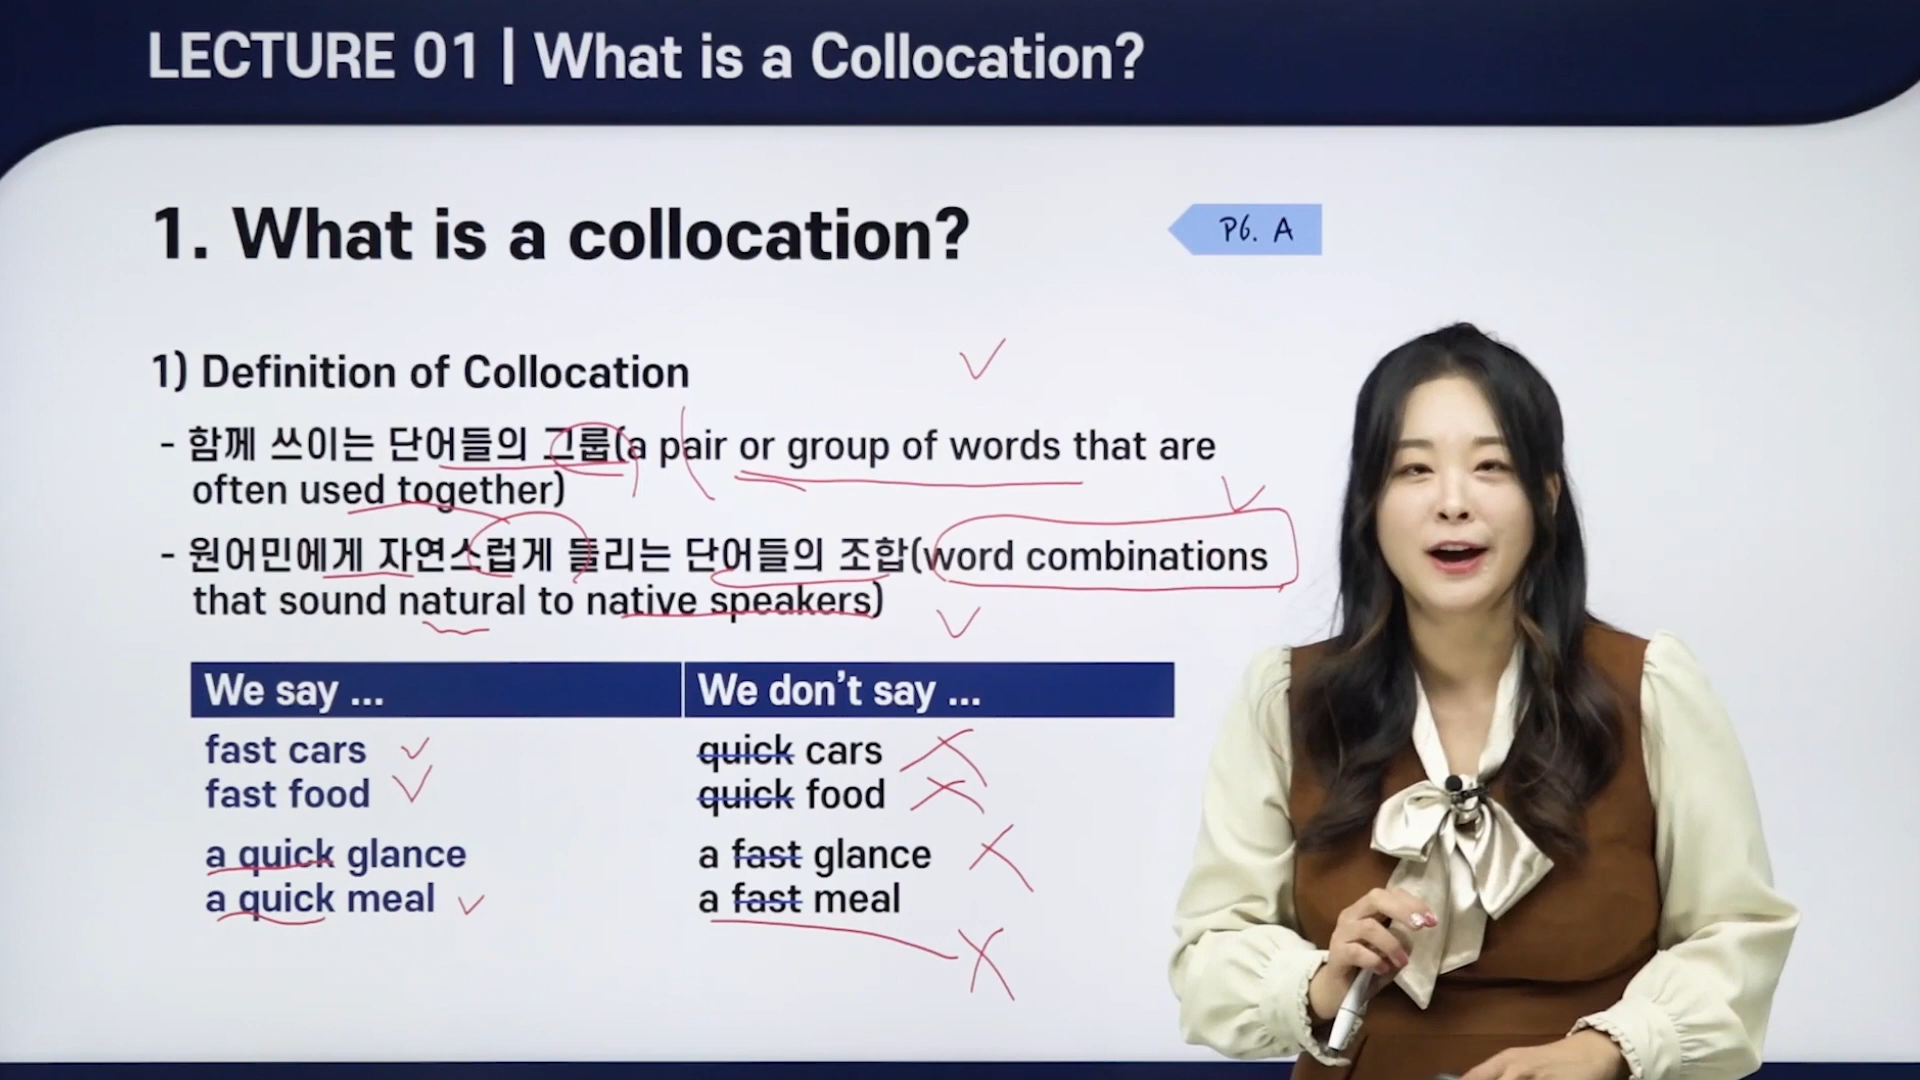 LECTURE 01 | What is a Collocation?
1. What is a collocation?
P6. A
1) Definition of Collocation
- 함께 쓰이는 단어들의 그룹(a pair or group of words that are
often used together)
- 원어민에게 자연스럽게 들리는 단어들의 조합(word combinations
that sound natural to native speakers)
We say ... We don't say ...
fast cars quick cars
fast food quick food
a quick glance a fast glance
a quick meal a fast meal